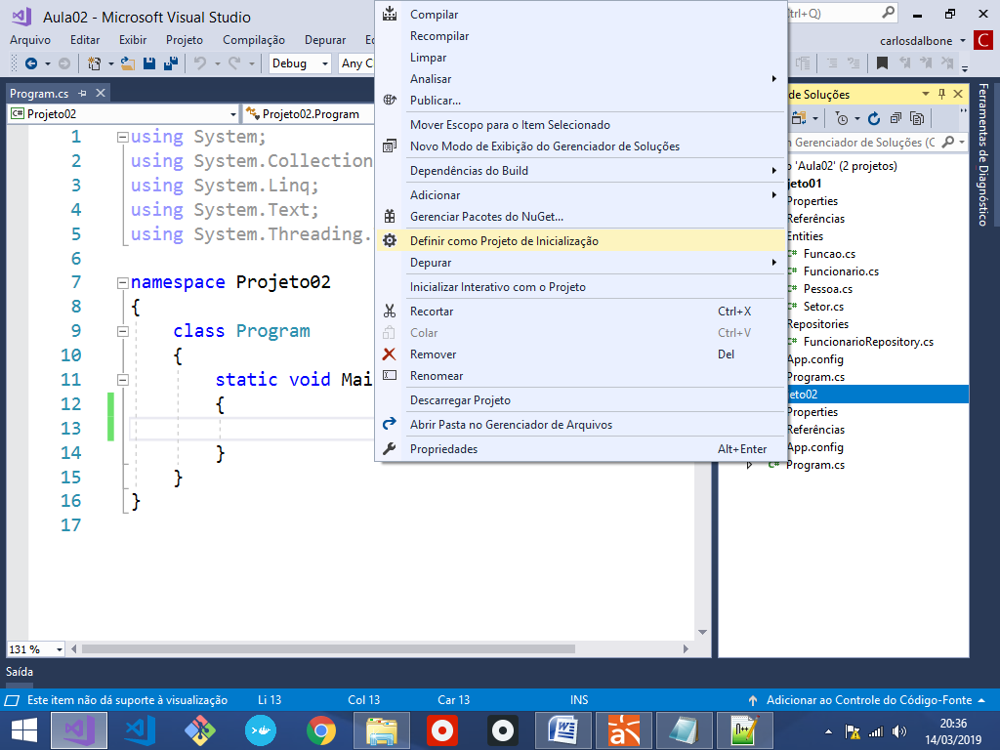 Aula02 - Microsoft Visual Studio
trl+Q)
Arquivo Editar Exibir Projeto Compilação Depurar
carlosdalbone C
Debug Any C
Program.cs
Projeto02
Projeto02.Program
1 using System;
2 using System.Collection
3 using System.Linq;
4 using System.Text;
5 using System.Threading.
6
7 namespace Projeto02
8 {
9 class Program
10 {
11 static void Mai
12 {
13
14 }
15 }
16 }
17
131 %
Compilar
Recompilar
Limpar
Analisar
Publicar...
Mover Escopo para o Item Selecionado
Novo Modo de Exibição do Gerenciador de Soluções
Dependências do Build
Adicionar
Gerenciar Pacotes do NuGet...
Definir como Projeto de Inicialização
Depurar
Inicializar Interativo com o Projeto
Recortar Ctrl+X
Colar Ctrl+V
Remover Del
Renomear
Descarregar Projeto
Abrir Pasta no Gerenciador de Arquivos
Propriedades Alt+Enter
de Soluções
Gerenciador de Soluções (C
'Aula02' (2 projetos)
jeto01
Properties
Referências
Entities
Funcao.cs
Funcionario.cs
Pessoa.cs
Setor.cs
Repositories
FuncionarioRepository.cs
App.config
Program.cs
eto02
Properties
Referências
App.config
C# Program.cs
Ferramentas de Diagnóstico
Saída
Este item não dá suporte à visualização Li 13 Col 13 Car 13 INS Adicionar ao Controle do Código-Fonte
20:36
14/03/2019